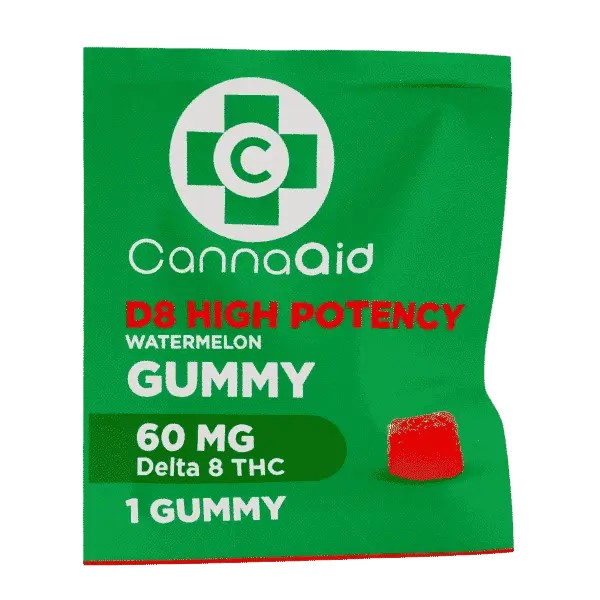 C
CannaAid
D8 HIGH POTENCY
WATERMELON
GUMMY
60 MG
Delta 8 THC
1 GUMMY